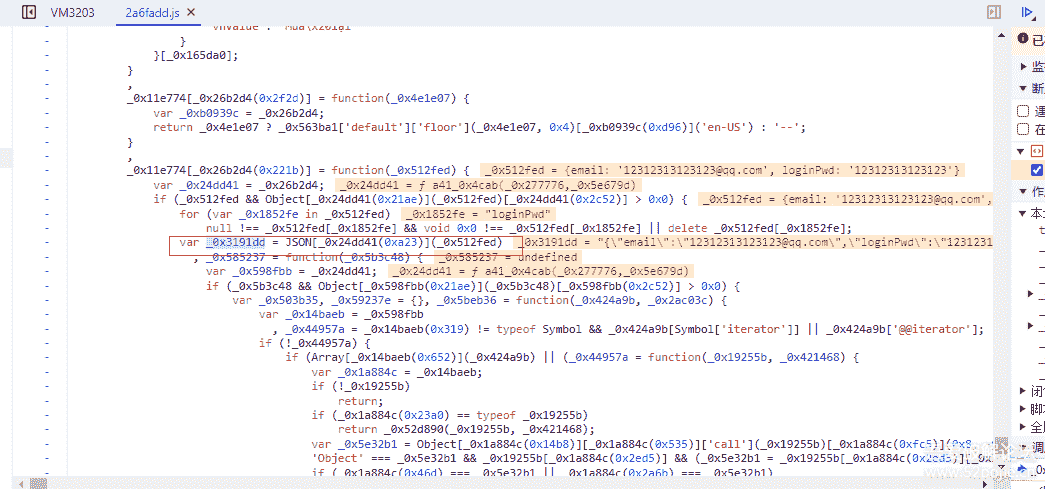 VM3203 2a6fadd.js ×
}
}[_0x165da0];
}
,
_0x11e774[_0x26b2d4(0x2f2d)] = function(_0x4e1e07) {
var _0xb0939c = _0x26b2d4;
return _0x4e1e07 ? _0x563ba1['default']['floor'](_0x4e1e07, 0x4)[_0xb0939c(0xd96)]('en-US') : '--';
}
,
_0x11e774[_0x26b2d4(0x221b)] = function(_0x512fed) { _0x512fed = {email: '12312313123123@qq.com', loginPwd: '12312313123123'}
var _0x24dd41 = _0x26b2d4; _0x24dd41 = ƒ a41_0x4cab(_0x277776,_0x5e679d)
if (_0x512fed && Object[_0x24dd41(0x21ae)](_0x512fed)[_0x24dd41(0x2c52)] > 0x0) { _0x512fed = {email: '12312313123123@qq.com',
for (var _0x1852fe in _0x512fed) _0x1852fe = "loginPwd"
null !== _0x512fed[_0x1852fe] && void 0x0 !== _0x512fed[_0x1852fe] || delete _0x512fed[_0x1852fe];
var _0x3191dd = JSON[_0x24dd41(0xa23)](_0x512fed) _0x3191dd = "{\"email\":\"12312313123123@qq.com\",\"loginPwd\":\"1231231
, _0x585237 = function(_0x5b3c48) { _0x585237 = undefined
var _0x598fbb = _0x24dd41; _0x24dd41 = ƒ a41_0x4cab(_0x277776,_0x5e679d)
if (_0x5b3c48 && Object[_0x598fbb(0x21ae)](_0x5b3c48)[_0x598fbb(0x2c52)] > 0x0) {
var _0x503b35, _0x59237e = {}, _0x5beb36 = function(_0x424a9b, _0x2ac03c) {
var _0x14baeb = _0x598fbb
, _0x44957a = _0x14baeb(0x319) != typeof Symbol && _0x424a9b[Symbol['iterator']] || _0x424a9b['@@iterator'];
if (!_0x44957a) {
if (Array[_0x14baeb(0x652)](_0x424a9b) || (_0x44957a = function(_0x19255b, _0x421468) {
var _0x1a884c = _0x14baeb;
if (!_0x19255b)
return;
if (_0x1a884c(0x23a0) == typeof _0x19255b)
return _0x52d890(_0x19255b, _0x421468);
var _0x5e32b1 = Object[_0x1a884c(0x14b8)][_0x1a884c(0x535)]['call'](_0x19255b)[_0x1a884c(0xfc5)](0x8
'Object' === _0x5e32b1 && _0x19255b[_0x1a884c(0x2ed5)] && (_0x5e32b1 = _0x19255b[_0x1a884c(0x2ed5)][
if (_0x1a884c(0x46d) === _0x5e32b1 || _0x1a884c(0x2a6b) === _0x5e32b1)